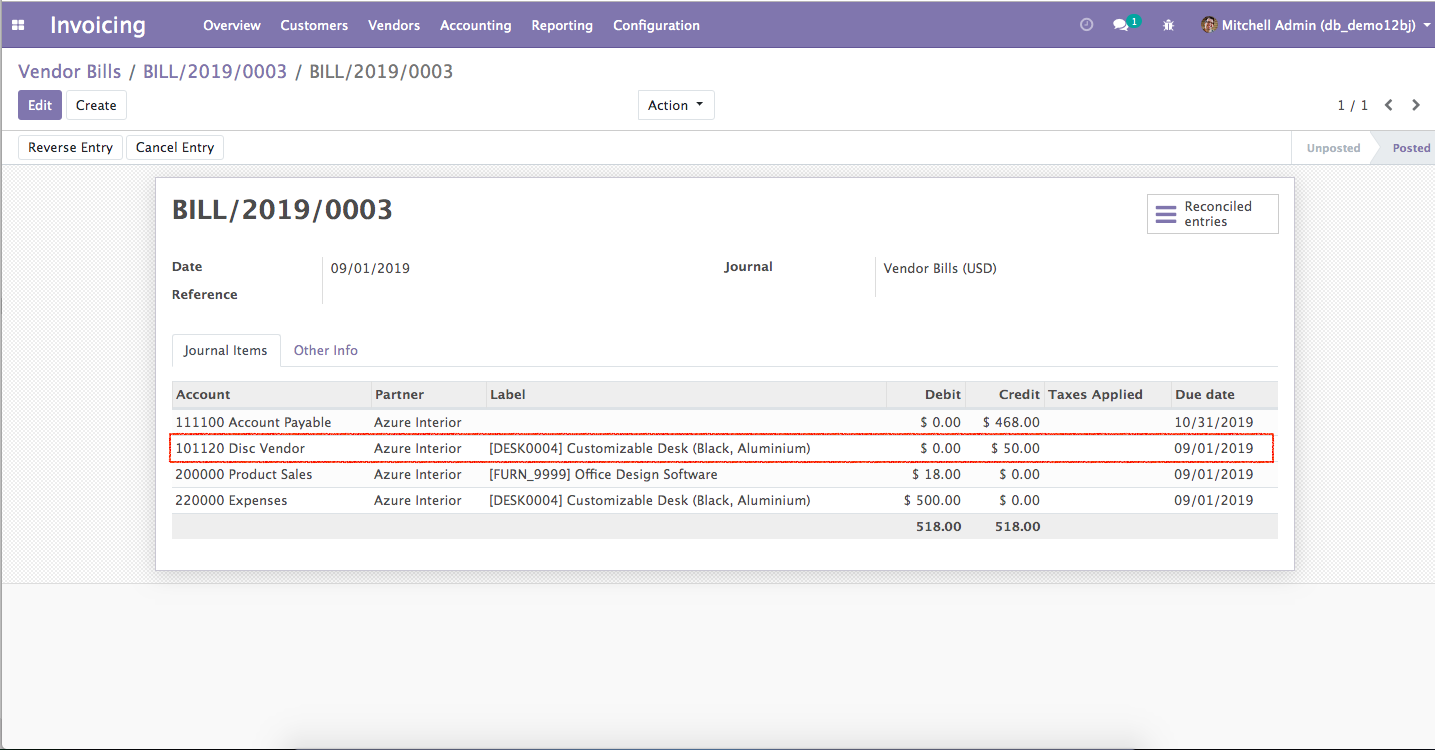 Invoicing Overview Customers Vendors Accounting Reporting Configuration 1 Mitchell Admin (db_demo12bj)
Vendor Bills / BILL/2019/0003 / BILL/2019/0003
Edit Create Action 1 / 1
Reverse Entry Cancel Entry Unposted Posted
BILL/2019/0003
Reconciled
entries
Date 09/01/2019 Journal Vendor Bills (USD)
Reference
Journal Items Other Info
Account Partner Label Debit Credit Taxes Applied Due date
111100 Account Payable Azure Interior $ 0.00 $ 468.00 10/31/2019
101120 Disc Vendor Azure Interior [DESK0004] Customizable Desk (Black, Aluminium) $ 0.00 $ 50.00 09/01/2019
200000 Product Sales Azure Interior [FURN_9999] Office Design Software $ 18.00 $ 0.00 09/01/2019
220000 Expenses Azure Interior [DESK0004] Customizable Desk (Black, Aluminium) $ 500.00 $ 0.00 09/01/2019
518.00 518.00